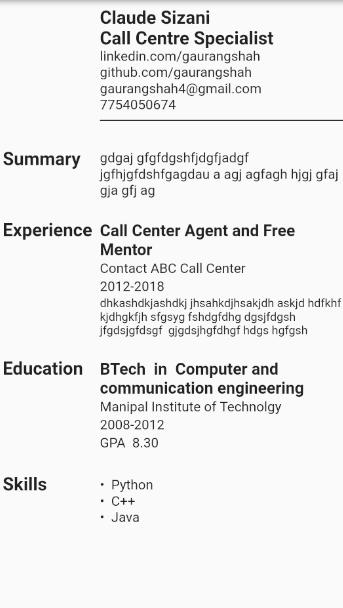 Claude Sizani
Call Centre Specialist
linkedin.com/gaurangshah
github.com/gaurangshah
gaurangshah4@gmail.com
7754050674
Summary
gdgaj gfgfdgshfjdgfjadgf
jgfhjgfdshfgagdau a agj agfagh hjgj gfaj
gja gfj ag
Experience
Call Center Agent and Free
Mentor
Contact ABC Call Center
2012-2018
dhkashdkjashdkj jhsahkdjhsakjdh askjd hdfkhf
kjdhgkfjh sfgsyg fshdgfdhg dgsjfdgsh
jfgdsjgfdsgf gjgdsjhgfdhgf hdgs hgfgsh
Education
BTech in Computer and
communication engineering
Manipal Institute of Technolgy
2008-2012
GPA 8.30
Skills
• Python
• C++
• Java